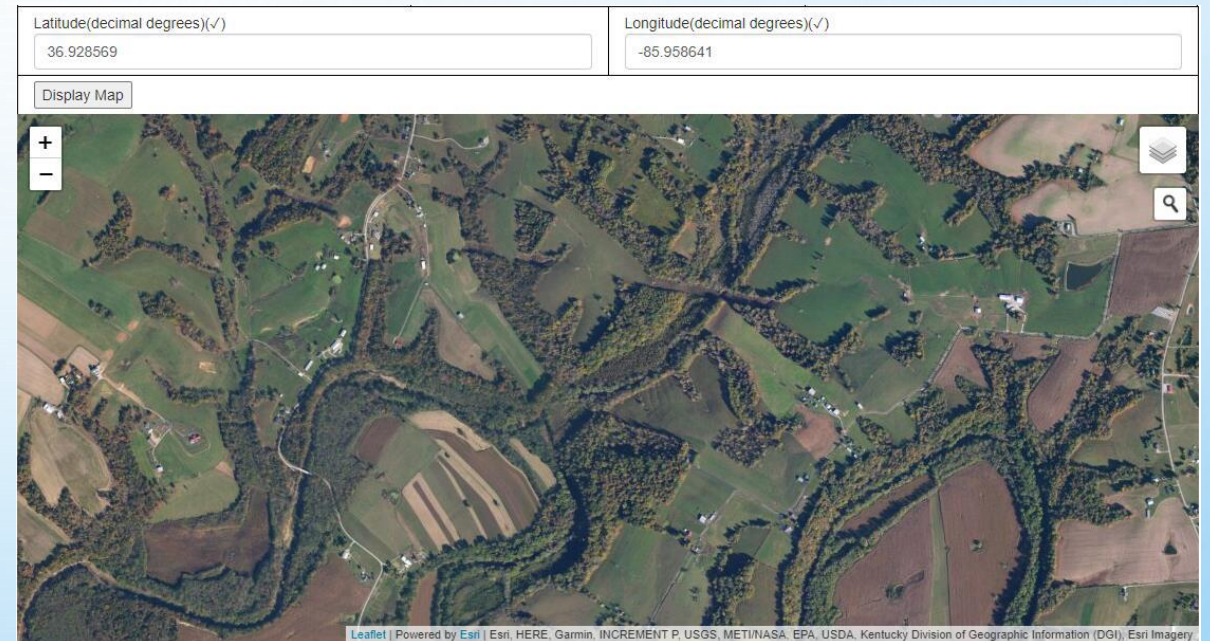 Latitude(decimal degrees)(✓) Longitude(decimal degrees)(✓)
36.928569 -85.958641
Display Map
+
−
Leaflet | Powered by Esri | Esri, HERE, Garmin, INCREMENT P, USGS, METI/NASA, EPA, USDA, Kentucky Division of Geographic Information (DGI), Esri Imagery